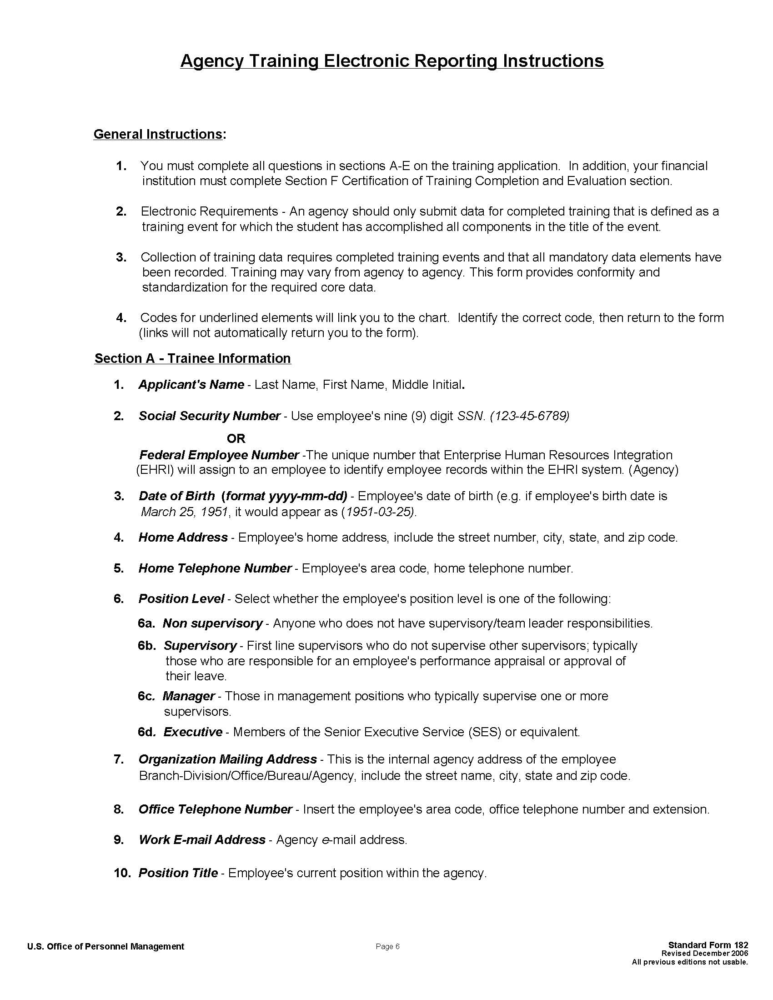 Agency Training Electronic Reporting Instructions
General Instructions:
1. You must complete all questions in sections A-E on the training application. In addition, your financial
institution must complete Section F Certification of Training Completion and Evaluation section.
2. Electronic Requirements - An agency should only submit data for completed training that is defined as a
training event for which the student has accomplished all components in the title of the event.
3. Collection of training data requires completed training events and that all mandatory data elements have
been recorded. Training may vary from agency to agency. This form provides conformity and
standardization for the required core data.
4. Codes for underlined elements will link you to the chart. Identify the correct code, then return to the form
(links will not automatically return you to the form).
Section A - Trainee Information
1. Applicant's Name - Last Name, First Name, Middle Initial.
2. Social Security Number - Use employee's nine (9) digit SSN. (123-45-6789)
OR
Federal Employee Number -The unique number that Enterprise Human Resources Integration
(EHRI) will assign to an employee to identify employee records within the EHRI system. (Agency)
3. Date of Birth (format yyyy-mm-dd) - Employee's date of birth (e.g. if employee's birth date is
March 25, 1951, it would appear as (1951-03-25).
4. Home Address - Employee's home address, include the street number, city, state, and zip code.
5. Home Telephone Number - Employee's area code, home telephone number.
6. Position Level - Select whether the employee's position level is one of the following:
6a. Non supervisory - Anyone who does not have supervisory/team leader responsibilities.
6b. Supervisory - First line supervisors who do not supervise other supervisors; typically
those who are responsible for an employee's performance appraisal or approval of
their leave.
6c. Manager - Those in management positions who typically supervise one or more
supervisors.
6d. Executive - Members of the Senior Executive Service (SES) or equivalent.
7. Organization Mailing Address - This is the internal agency address of the employee
Branch-Division/Office/Bureau/Agency, include the street name, city, state and zip code.
8. Office Telephone Number - Insert the employee's area code, office telephone number and extension.
9. Work E-mail Address - Agency e-mail address.
10. Position Title - Employee's current position within the agency.
U.S. Office of Personnel Management
Page 6
Standard Form 182
Revised December 2006
All previous editions not usable.